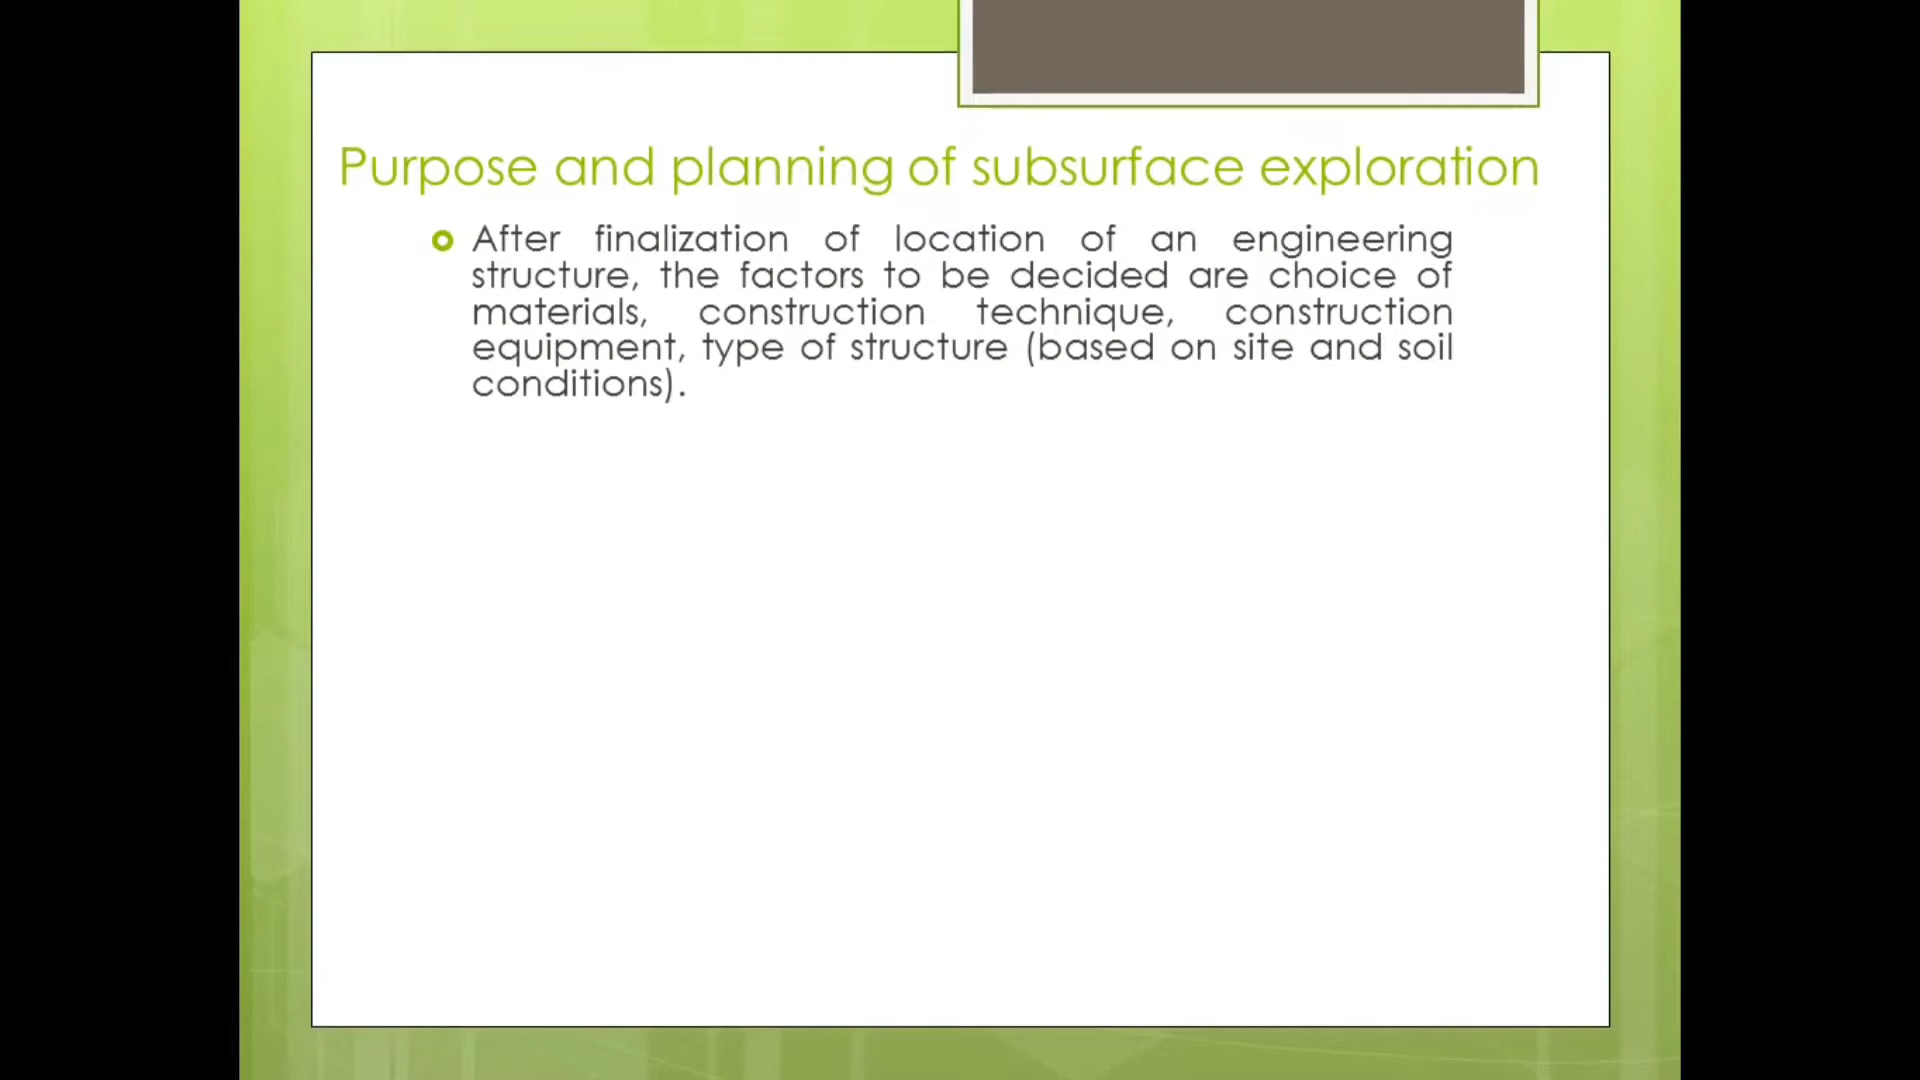 Purpose and planning of subsurface exploration
After finalization of location of an engineering
structure, the factors to be decided are choice of
materials, construction technique, construction
equipment, type of structure (based on site and soil
conditions).